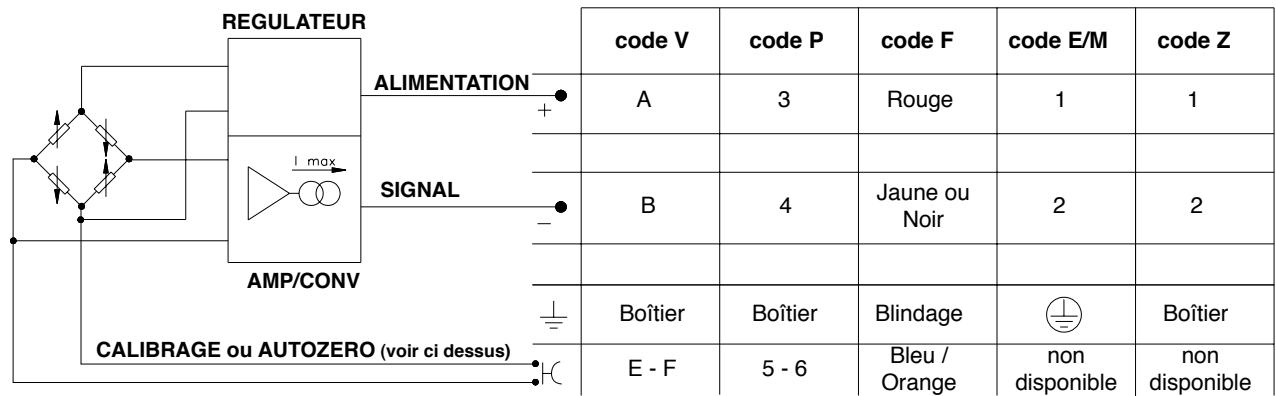 REGULATEUR
ALIMENTATION
+
I max
SIGNAL
−
AMP/CONV
CALIBRAGE ou AUTOZERO (voir ci dessus)
code V code P code F code E/M code Z
A 3 Rouge 1 1
B 4 Jaune ou Noir 2 2
Boîtier Boîtier Blindage Boîtier
E - F 5 - 6 Bleu / Orange non disponible non disponible